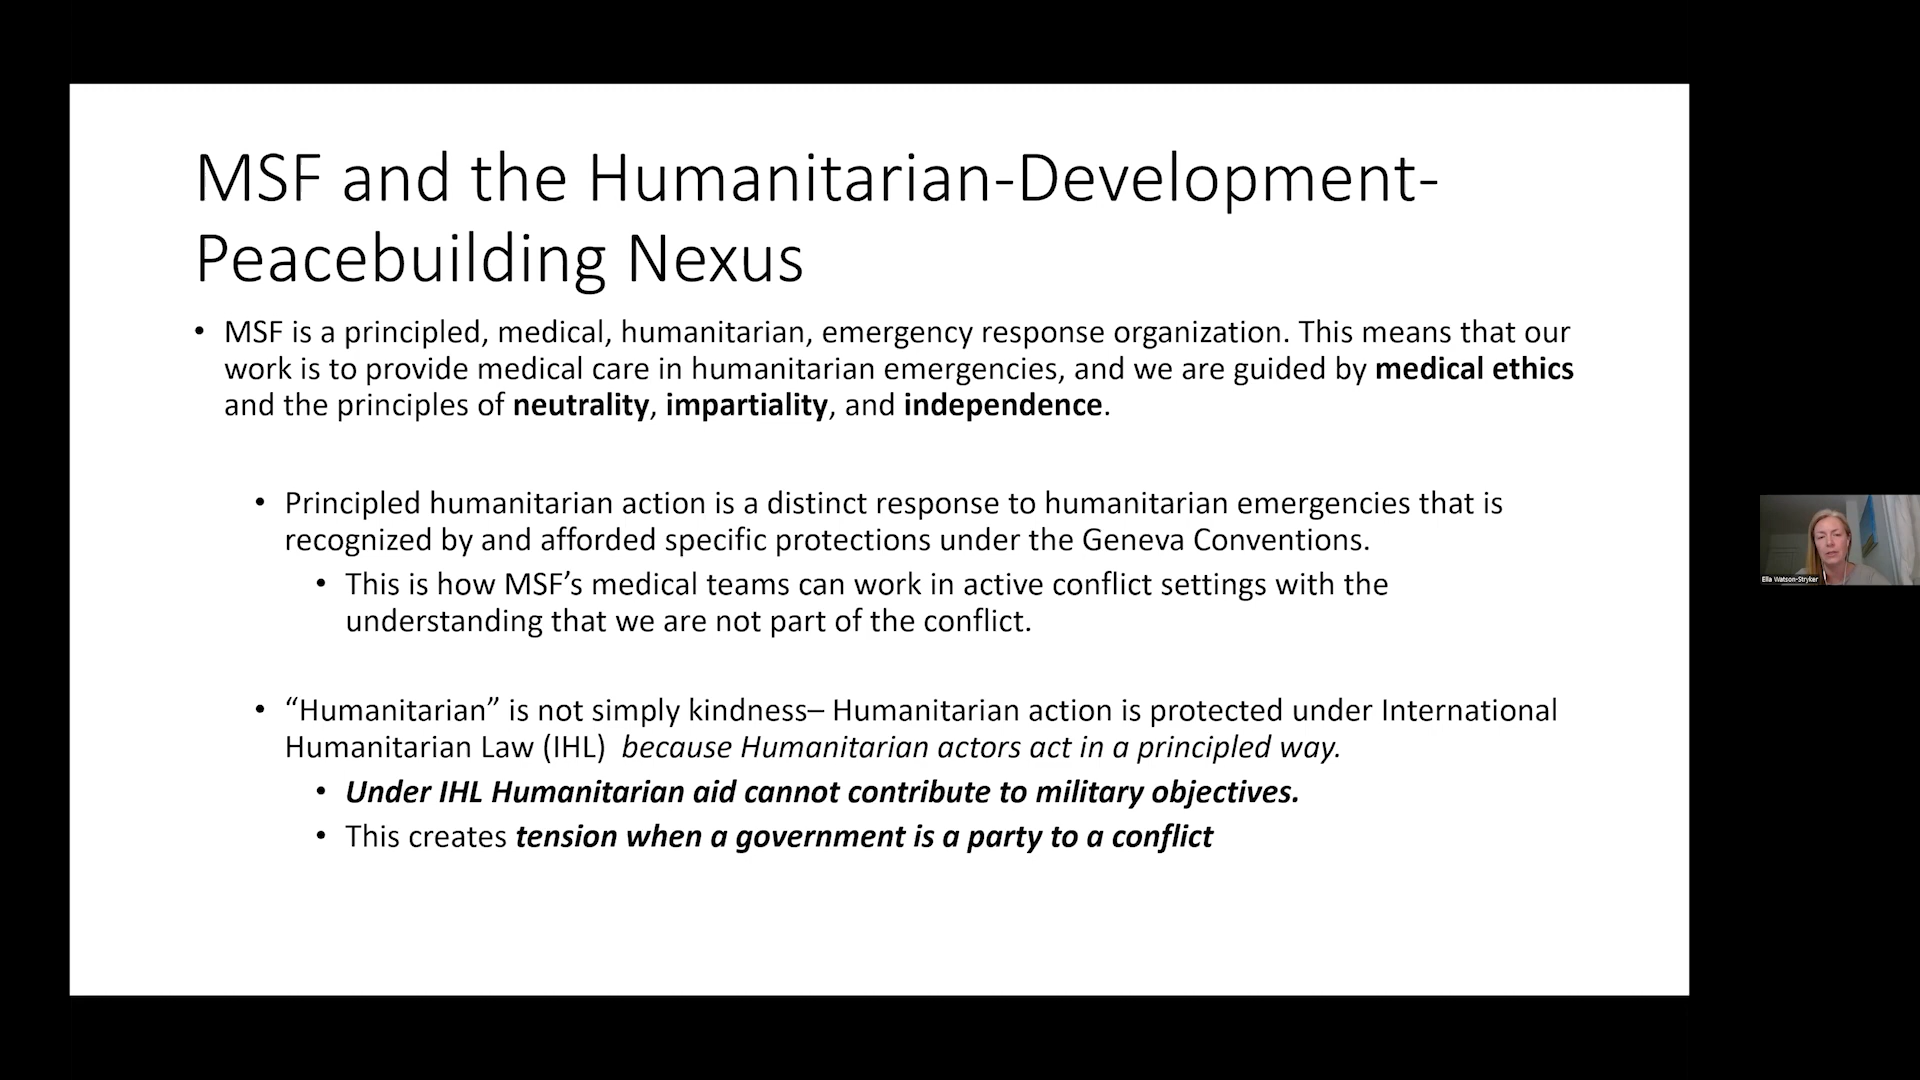 MSF and the Humanitarian-Development-
Peacebuilding Nexus
• MSF is a principled, medical, humanitarian, emergency response organization. This means that our
work is to provide medical care in humanitarian emergencies, and we are guided by medical ethics
and the principles of neutrality, impartiality, and independence.
• Principled humanitarian action is a distinct response to humanitarian emergencies that is
recognized by and afforded specific protections under the Geneva Conventions.
• This is how MSF’s medical teams can work in active conflict settings with the
understanding that we are not part of the conflict.
• “Humanitarian” is not simply kindness– Humanitarian action is protected under International
Humanitarian Law (IHL)  because Humanitarian actors act in a principled way.
• Under IHL Humanitarian aid cannot contribute to military objectives.
• This creates tension when a government is a party to a conflict
Ella Watson-Stryker